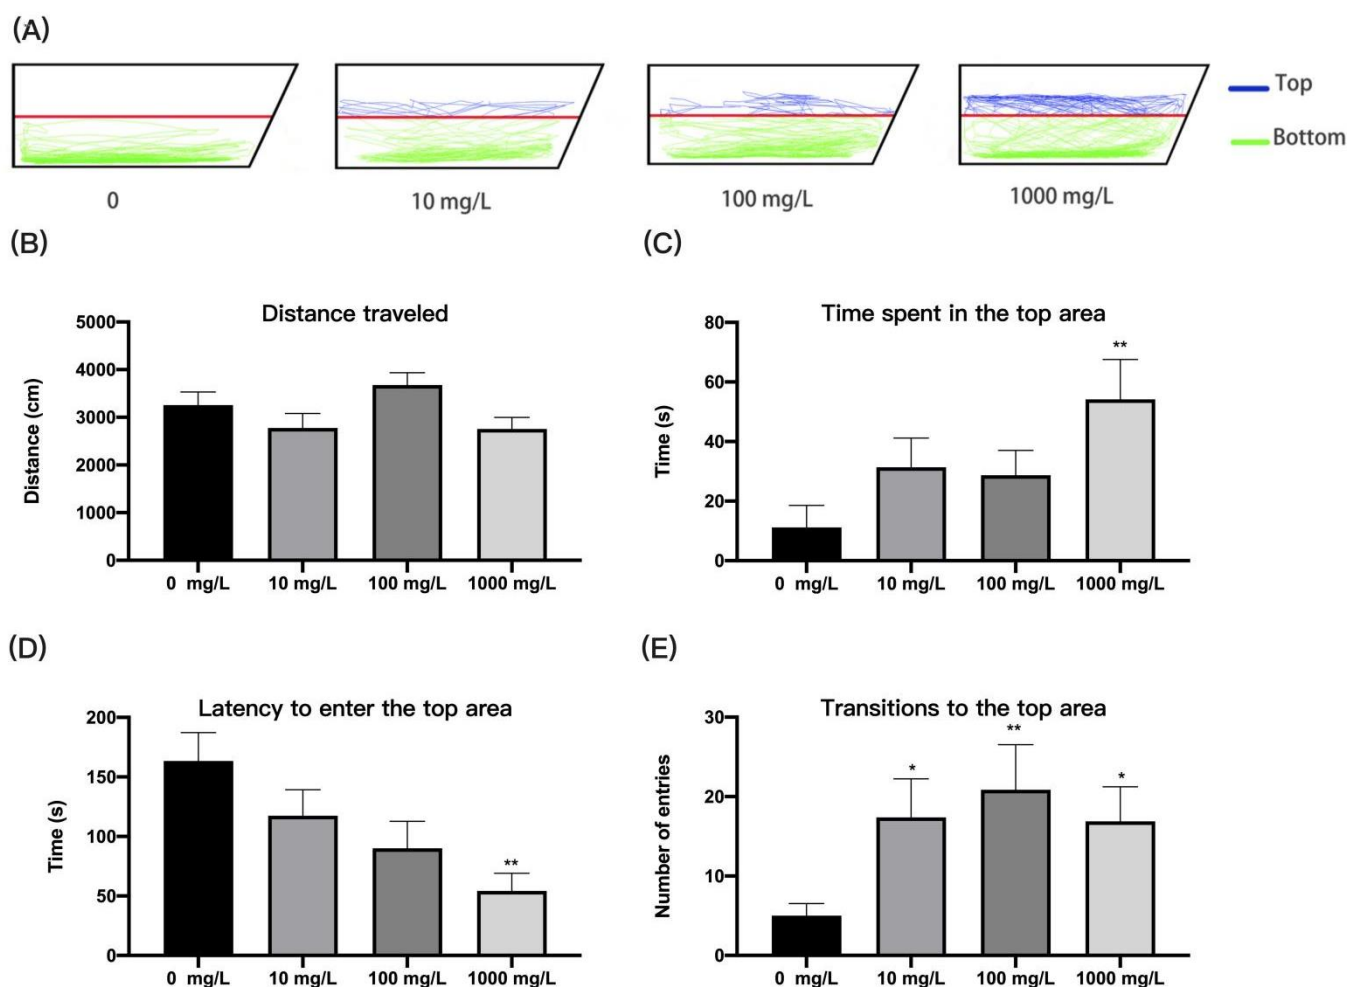 (A)
Top
Bottom
0
10 mg/L
100 mg/L
1000 mg/L
(B)
Distance traveled
Distance (cm)
5000
4000
3000
2000
1000
0
0 mg/L
10 mg/L
100 mg/L
1000 mg/L
(C)
Time spent in the top area
Time (s)
80
60
40
20
0
**
0 mg/L
10 mg/L
100 mg/L
1000 mg/L
(D)
Latency to enter the top area
Time (s)
200
150
100
50
0
**
0 mg/L
10 mg/L
100 mg/L
1000 mg/L
(E)
Transitions to the top area
Number of entries
30
20
10
0
*
**
*
0 mg/L
10 mg/L
100 mg/L
1000 mg/L